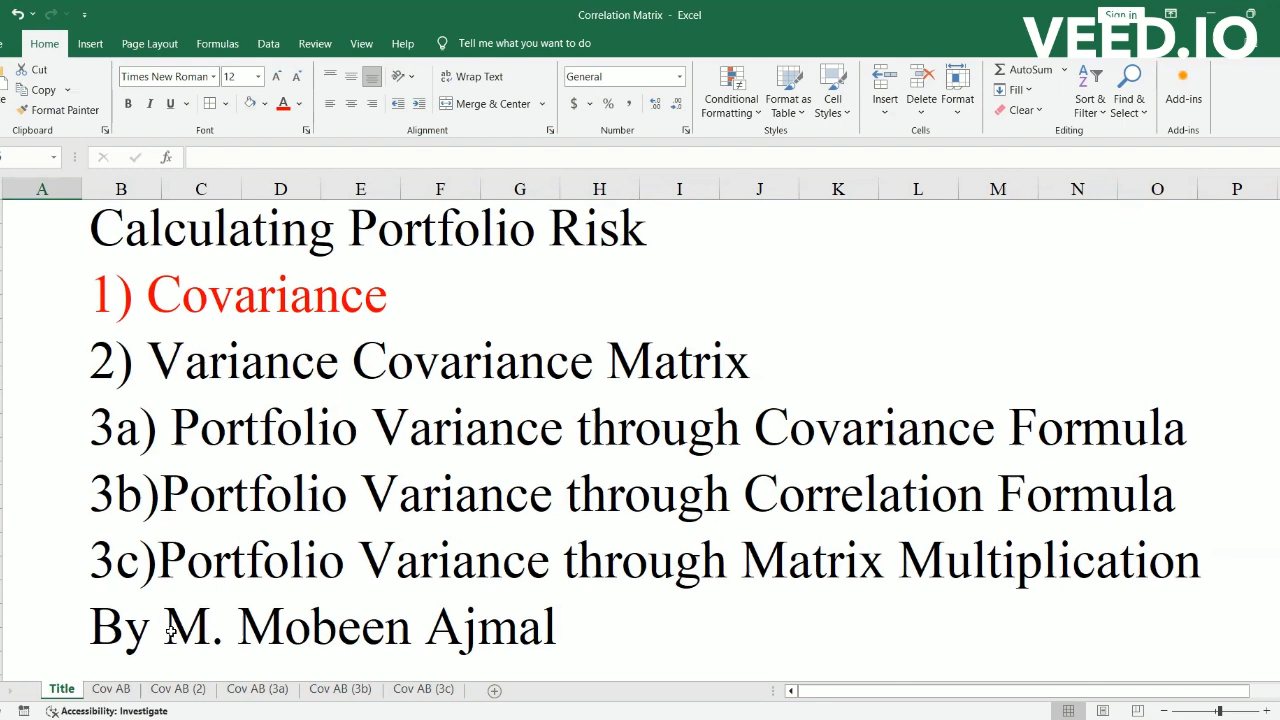 Correlation Matrix - Excel
Sign in
VEED.IO
Home Insert Page Layout Formulas Data Review View Help Tell me what you want to do
Cut
Copy
Format Painter
Clipboard
Times New Roman 12
B I U
Font
Wrap Text
Merge & Center
Alignment
General
$ % ,
Number
Conditional Formatting
Format as Table
Cell Styles
Styles
Insert Delete Format
Cells
AutoSum
Fill
Clear
Sort & Filter
Find & Select
Editing
Add-ins
Add-ins
fx
A B C D E F G H I J K L M N O P
Calculating Portfolio Risk
1) Covariance
2) Variance Covariance Matrix
3a) Portfolio Variance through Covariance Formula
3b)Portfolio Variance through Correlation Formula
3c)Portfolio Variance through Matrix Multiplication
By M. Mobeen Ajmal
Title Cov AB Cov AB (2) Cov AB (3a) Cov AB (3b) Cov AB (3c)
Accessibility: Investigate